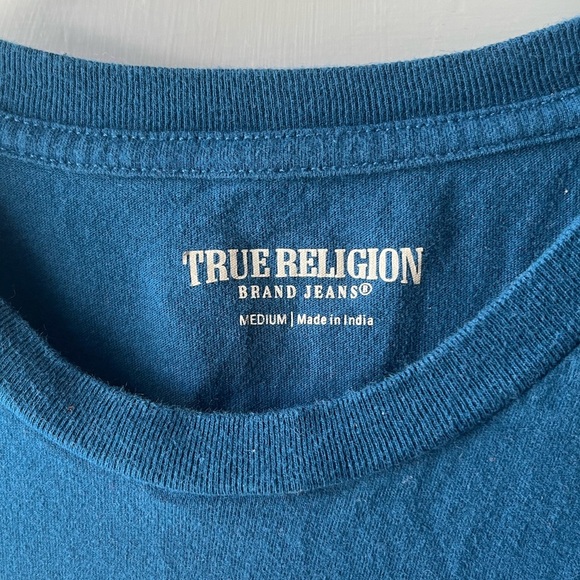 TRUE RELIGION
BRAND JEANS®
MEDIUM | Made in India